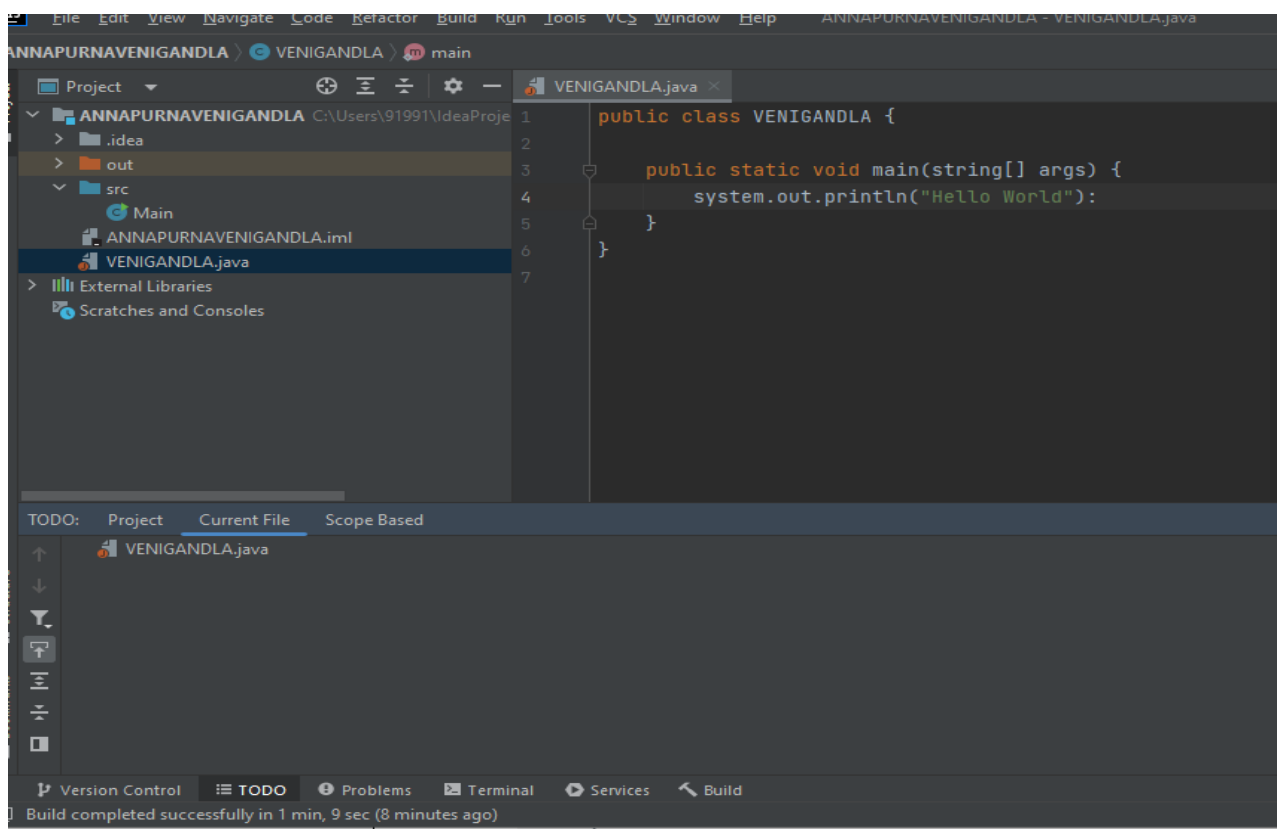 File Edit View Navigate Code Refactor Build Run Tools VCS Window Help ANNAPURNAVENIGANDLA - VENIGANDLA.java
ANNAPURNAVENIGANDLA VENIGANDLA main
Project
VENIGANDLA.java
ANNAPURNAVENIGANDLA C:\Users\91991\IdeaProje
.idea
out
src
Main
ANNAPURNAVENIGANDLA.iml
VENIGANDLA.java
External Libraries
Scratches and Consoles
1 public class VENIGANDLA {
2
3 public static void main(string[] args) {
4 system.out.println("Hello World"):
5 }
6 }
7
TODO: Project Current File Scope Based
VENIGANDLA.java
Version Control TODO Problems Terminal Services Build
Build completed successfully in 1 min, 9 sec (8 minutes ago)